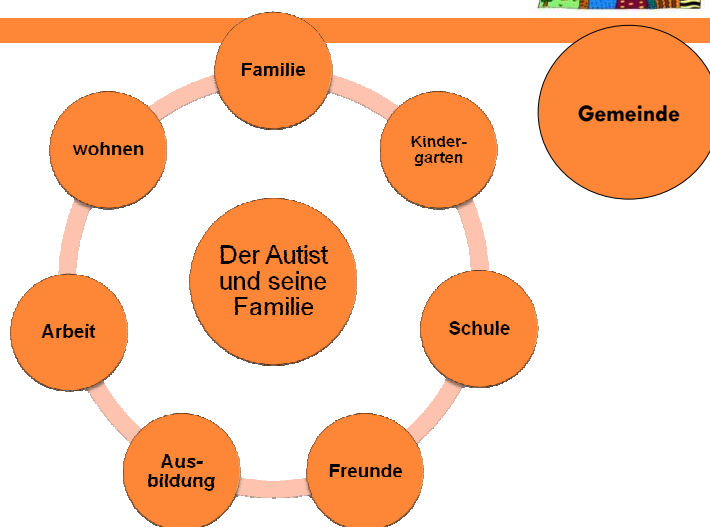 Familie
Gemeinde
Kinder-
garten
wohnen
Der Autist
und seine
Familie
Schule
Arbeit
Freunde
Aus-
bildung